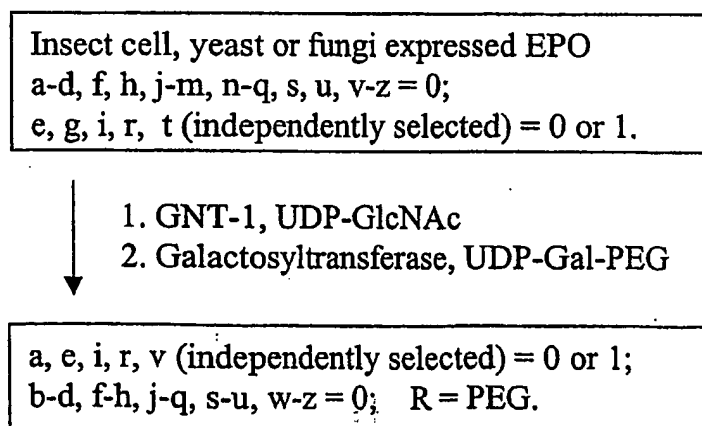 Insect cell, yeast or fungi expressed EPO
a-d, f, h, j-m, n-q, s, u, v-z = 0;
e, g, i, r, t (independently selected) = 0 or 1.
1. GNT-1, UDP-GlcNAc
2. Galactosyltransferase, UDP-Gal-PEG
a, e, i, r, v (independently selected) = 0 or 1;
b-d, f-h, j-q, s-u, w-z = 0; R = PEG.